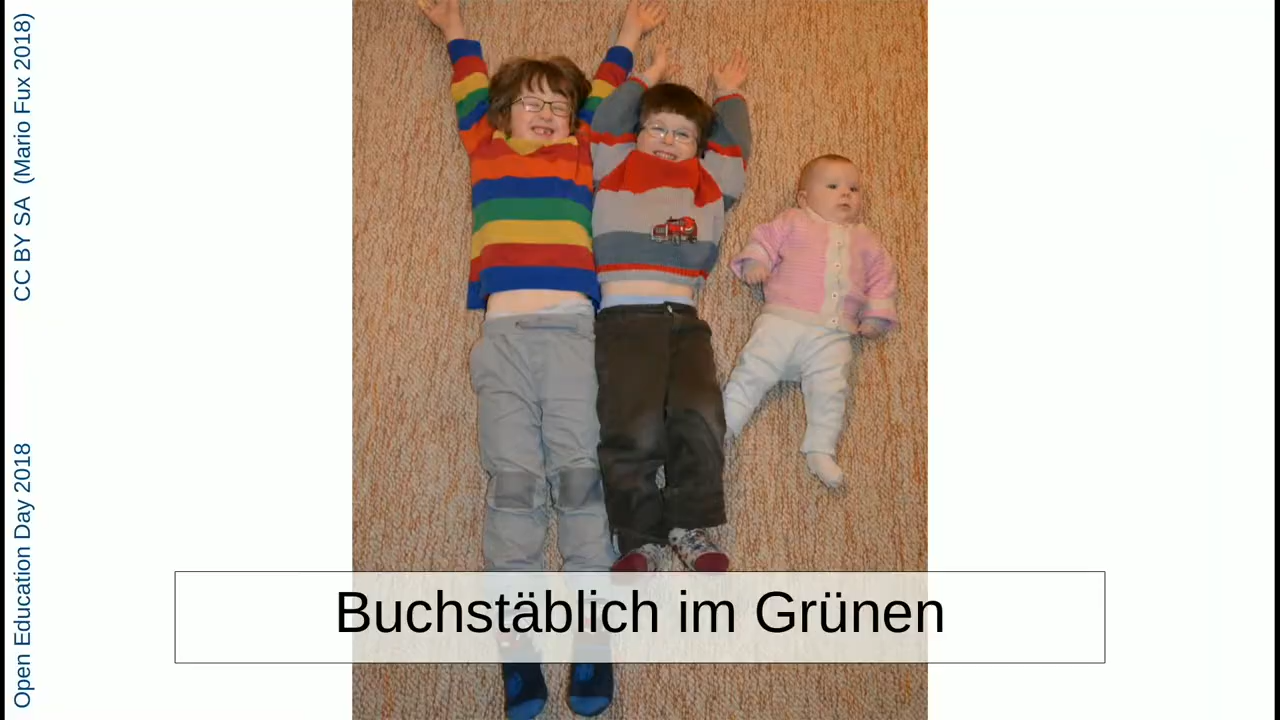 CC BY SA (Mario Fux 2018)
Open Education Day 2018
Buchstäblich im Grünen